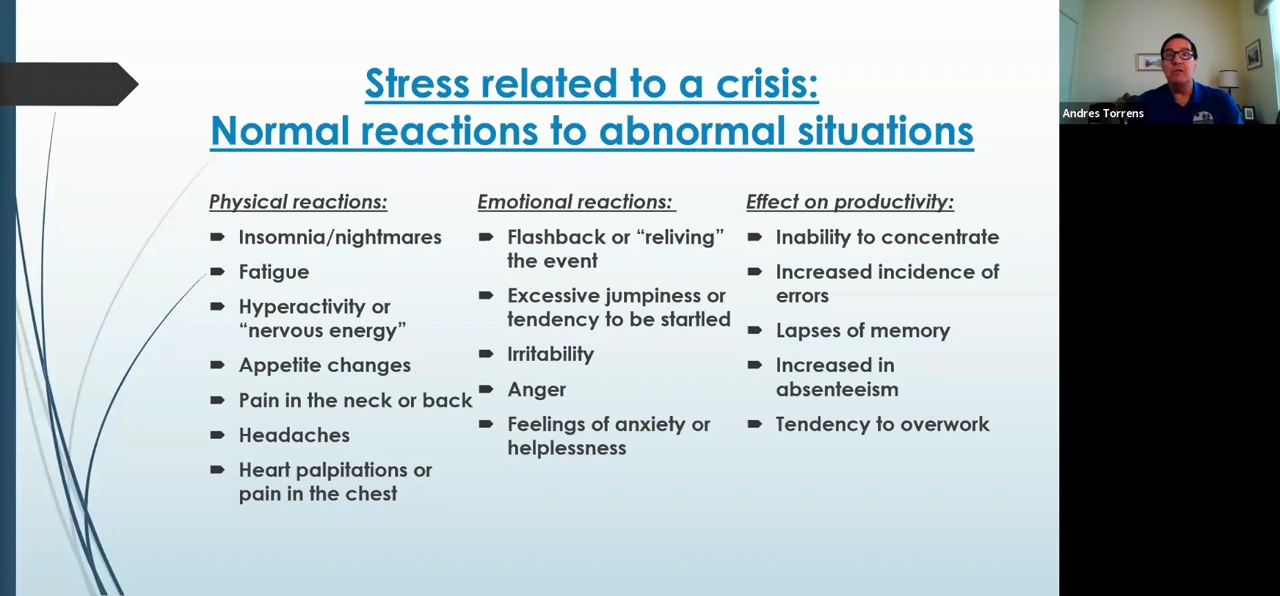 Stress related to a crisis:
Normal reactions to abnormal situations
Physical reactions:
Insomnia/nightmares
Fatigue
Hyperactivity or
“nervous energy”
Appetite changes
Pain in the neck or back
Headaches
Heart palpitations or
pain in the chest
Emotional reactions:
Flashback or “reliving”
the event
Excessive jumpiness or
tendency to be startled
Irritability
Anger
Feelings of anxiety or
helplessness
Effect on productivity:
Inability to concentrate
Increased incidence of
errors
Lapses of memory
Increased in
absenteeism
Tendency to overwork
Andres Torrens